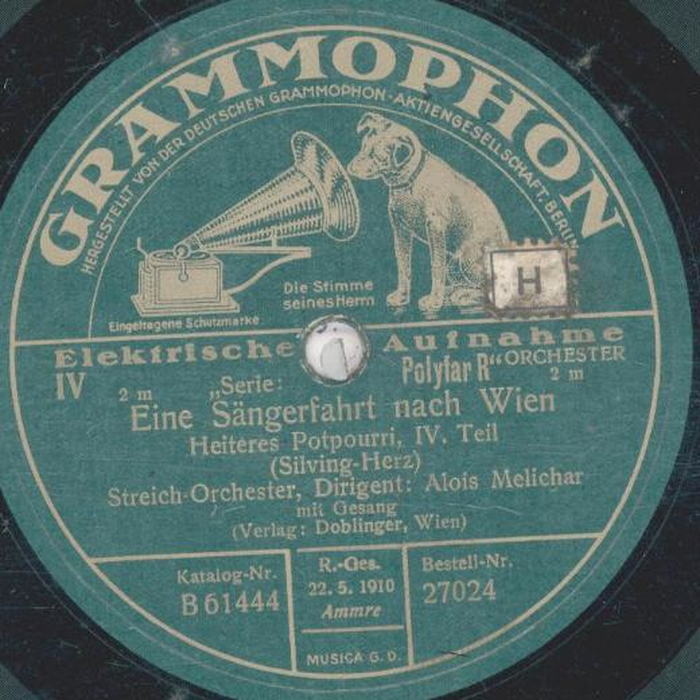 GRAMMOPHON
HERGESTELLT VON DER DEUTSCHEN GRAMMOPHON-AKTIENGESELLSCHAFT. BERLIN
H
Die Stimme
seines Herrn
Eingetragene Schutzmarke
Elektrische Aufnahme
IV 2 m „Serie: Polyfar R“ ORCHESTER 2 m
Eine Sängerfahrt nach Wien
Heiteres Potpourri, IV. Teil
(Silving-Herz)
Streich-Orchester, Dirigent: Alois Melichar
mit Gesang
(Verlag: Doblinger, Wien)
Katalog-Nr.
B 61444
R.-Ges.
22. 5. 1910
Ammre
MUSICA G. D.
Bestell-Nr.
27024